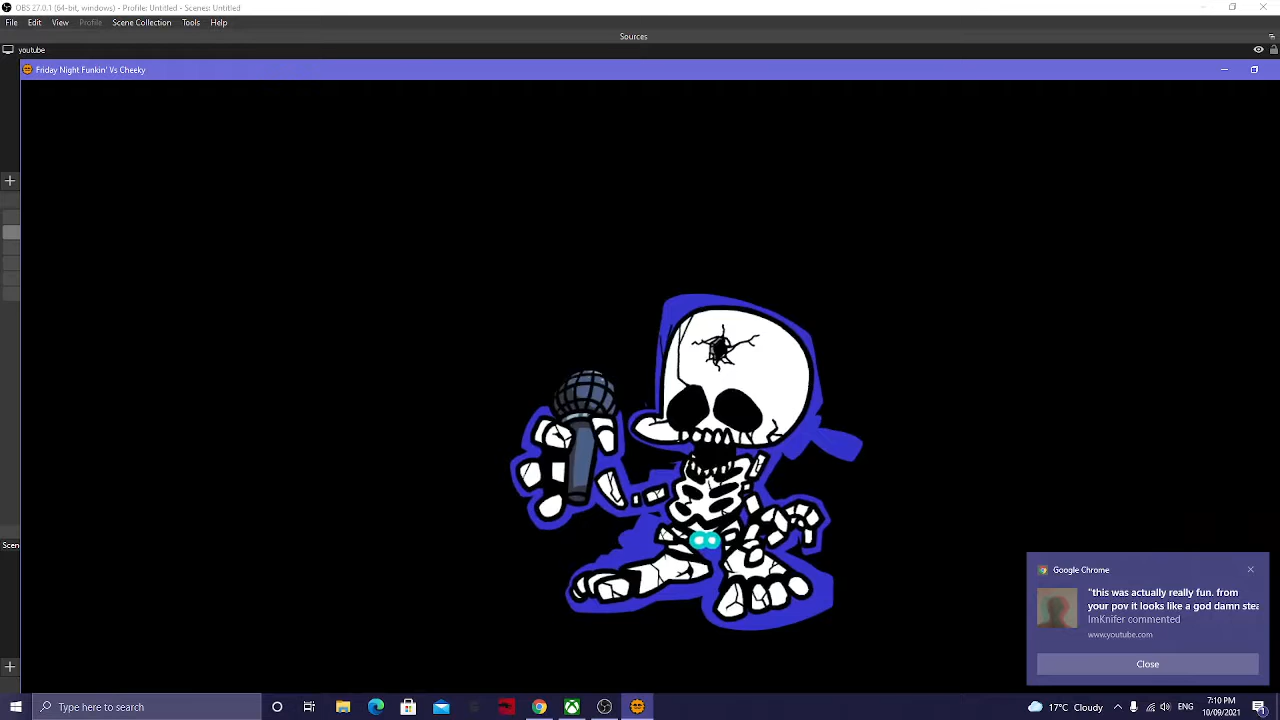 OBS 27.0.1 (64-bit, windows) - Profile: Untitled - Scenes: Untitled
File Edit View Profile Scene Collection Tools Help
Sources
youtube
Friday Night Funkin' Vs Cheeky
Scen
Google Chrome
"this was actually really fun. from
your pov it looks like a god damn stea
ImKnifer commented
www.youtube.com
Close
Type here to search
17°C Cloudy
7:10 PM
10/09/2021